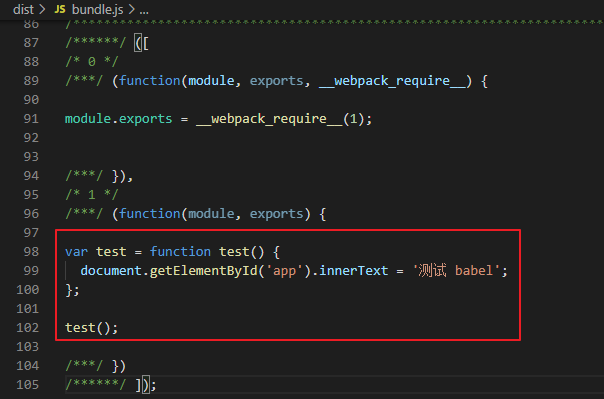 dist > JS bundle.js > ...
86 /******************************************************************************
87 /******/ ([
88 /* 0 */
89 /***/ (function(module, exports, __webpack_require__) {
90
91 module.exports = __webpack_require__(1);
92
93
94 /***/ }),
95 /* 1 */
96 /***/ (function(module, exports) {
97
98 var test = function test() {
99   document.getElementById('app').innerText = '测试 babel';
100 };
101
102 test();
103
104 /***/ })
105 /******/ ]);